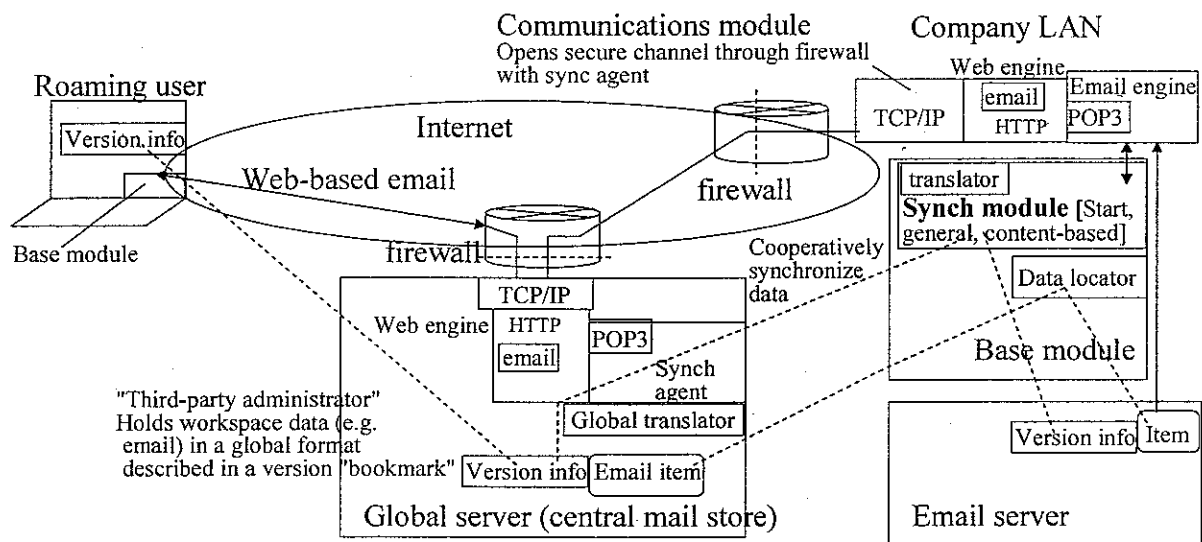 Communications module
Opens secure channel through firewall
with sync agent
Company LAN
Roaming user
Version info
Base module
Internet
Web-based email
firewall
firewall
TCP/IP
Web engine
email
HTTP
Email engine
POP3
translator
Synch module [Start,
general, content-based]
Data locator
Base module
Cooperatively
synchronize
data
TCP/IP
Web engine
HTTP
email
POP3
Synch
agent
Global translator
"Third-party administrator"
Holds workspace data (e.g.
email) in a global format
described in a version "bookmark"
Version info
Email item
Global server (central mail store)
Version info
Item
Email server